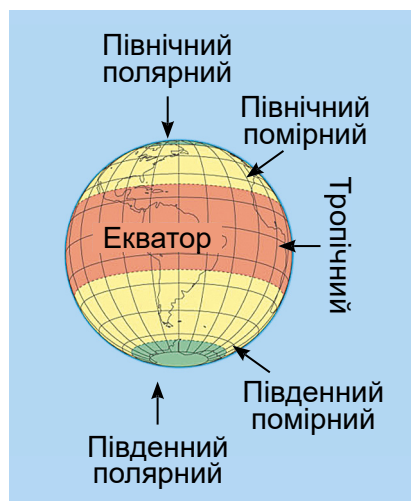 Північний
полярний
Північний
помірний
Тропічний
Екватор
Південний
помірний
Південний
полярний